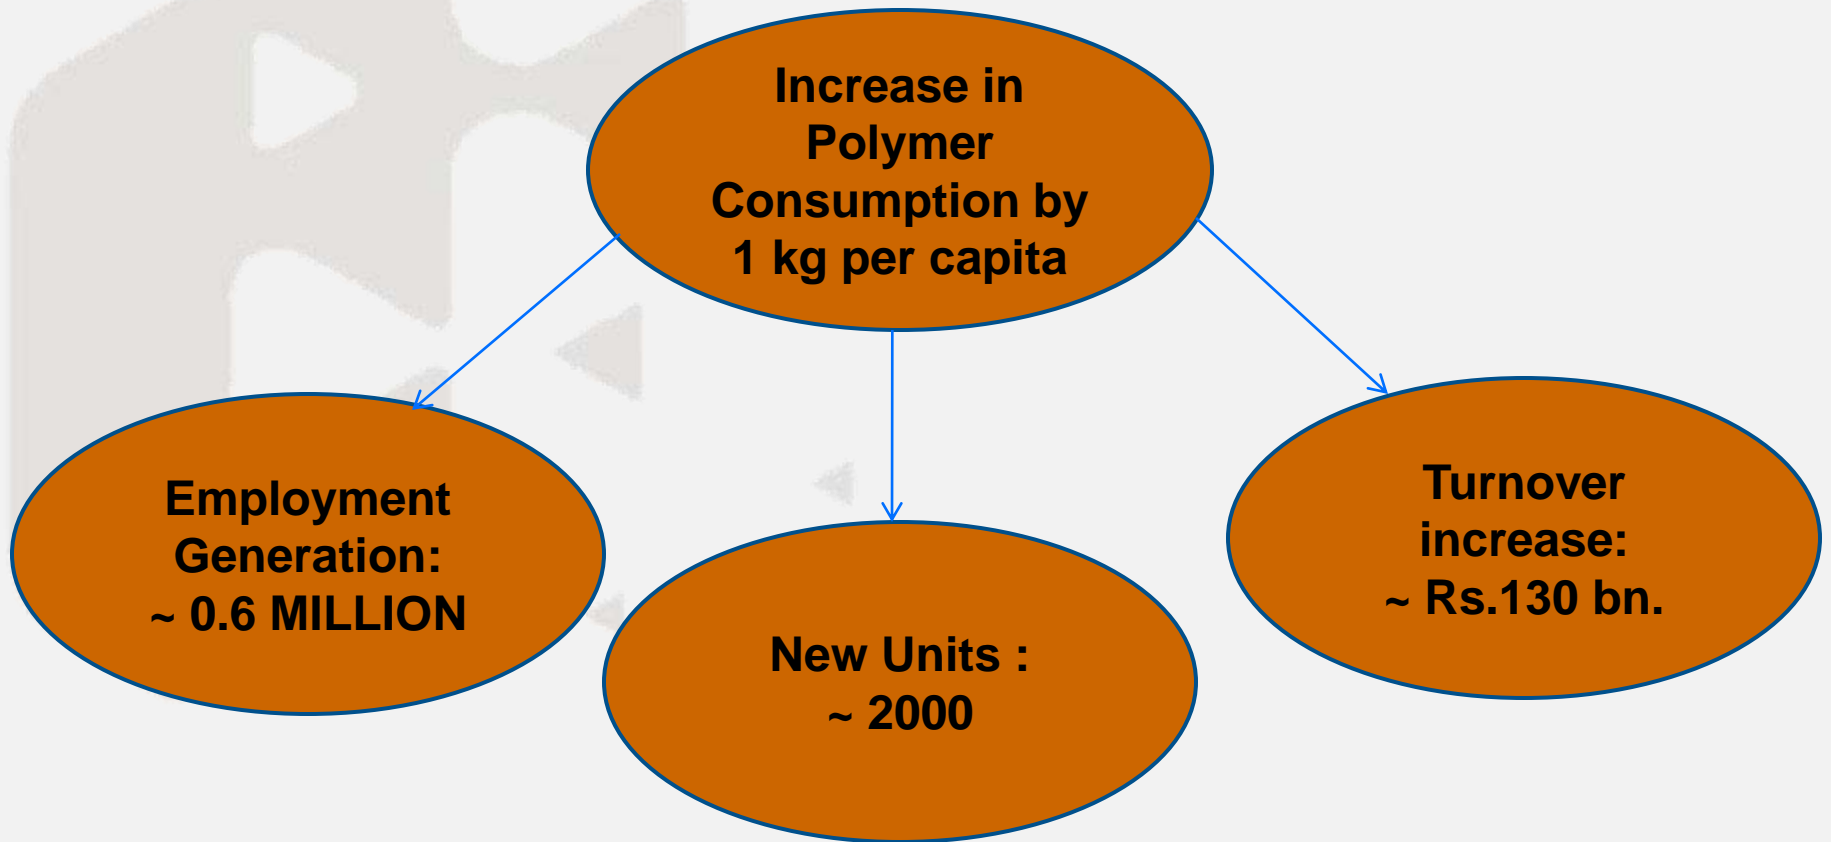 Increase in
Polymer
Consumption by
1 kg per capita
Employment
Generation:
~ 0.6 MILLION
New Units :
~ 2000
Turnover
increase:
~ Rs.130 bn.